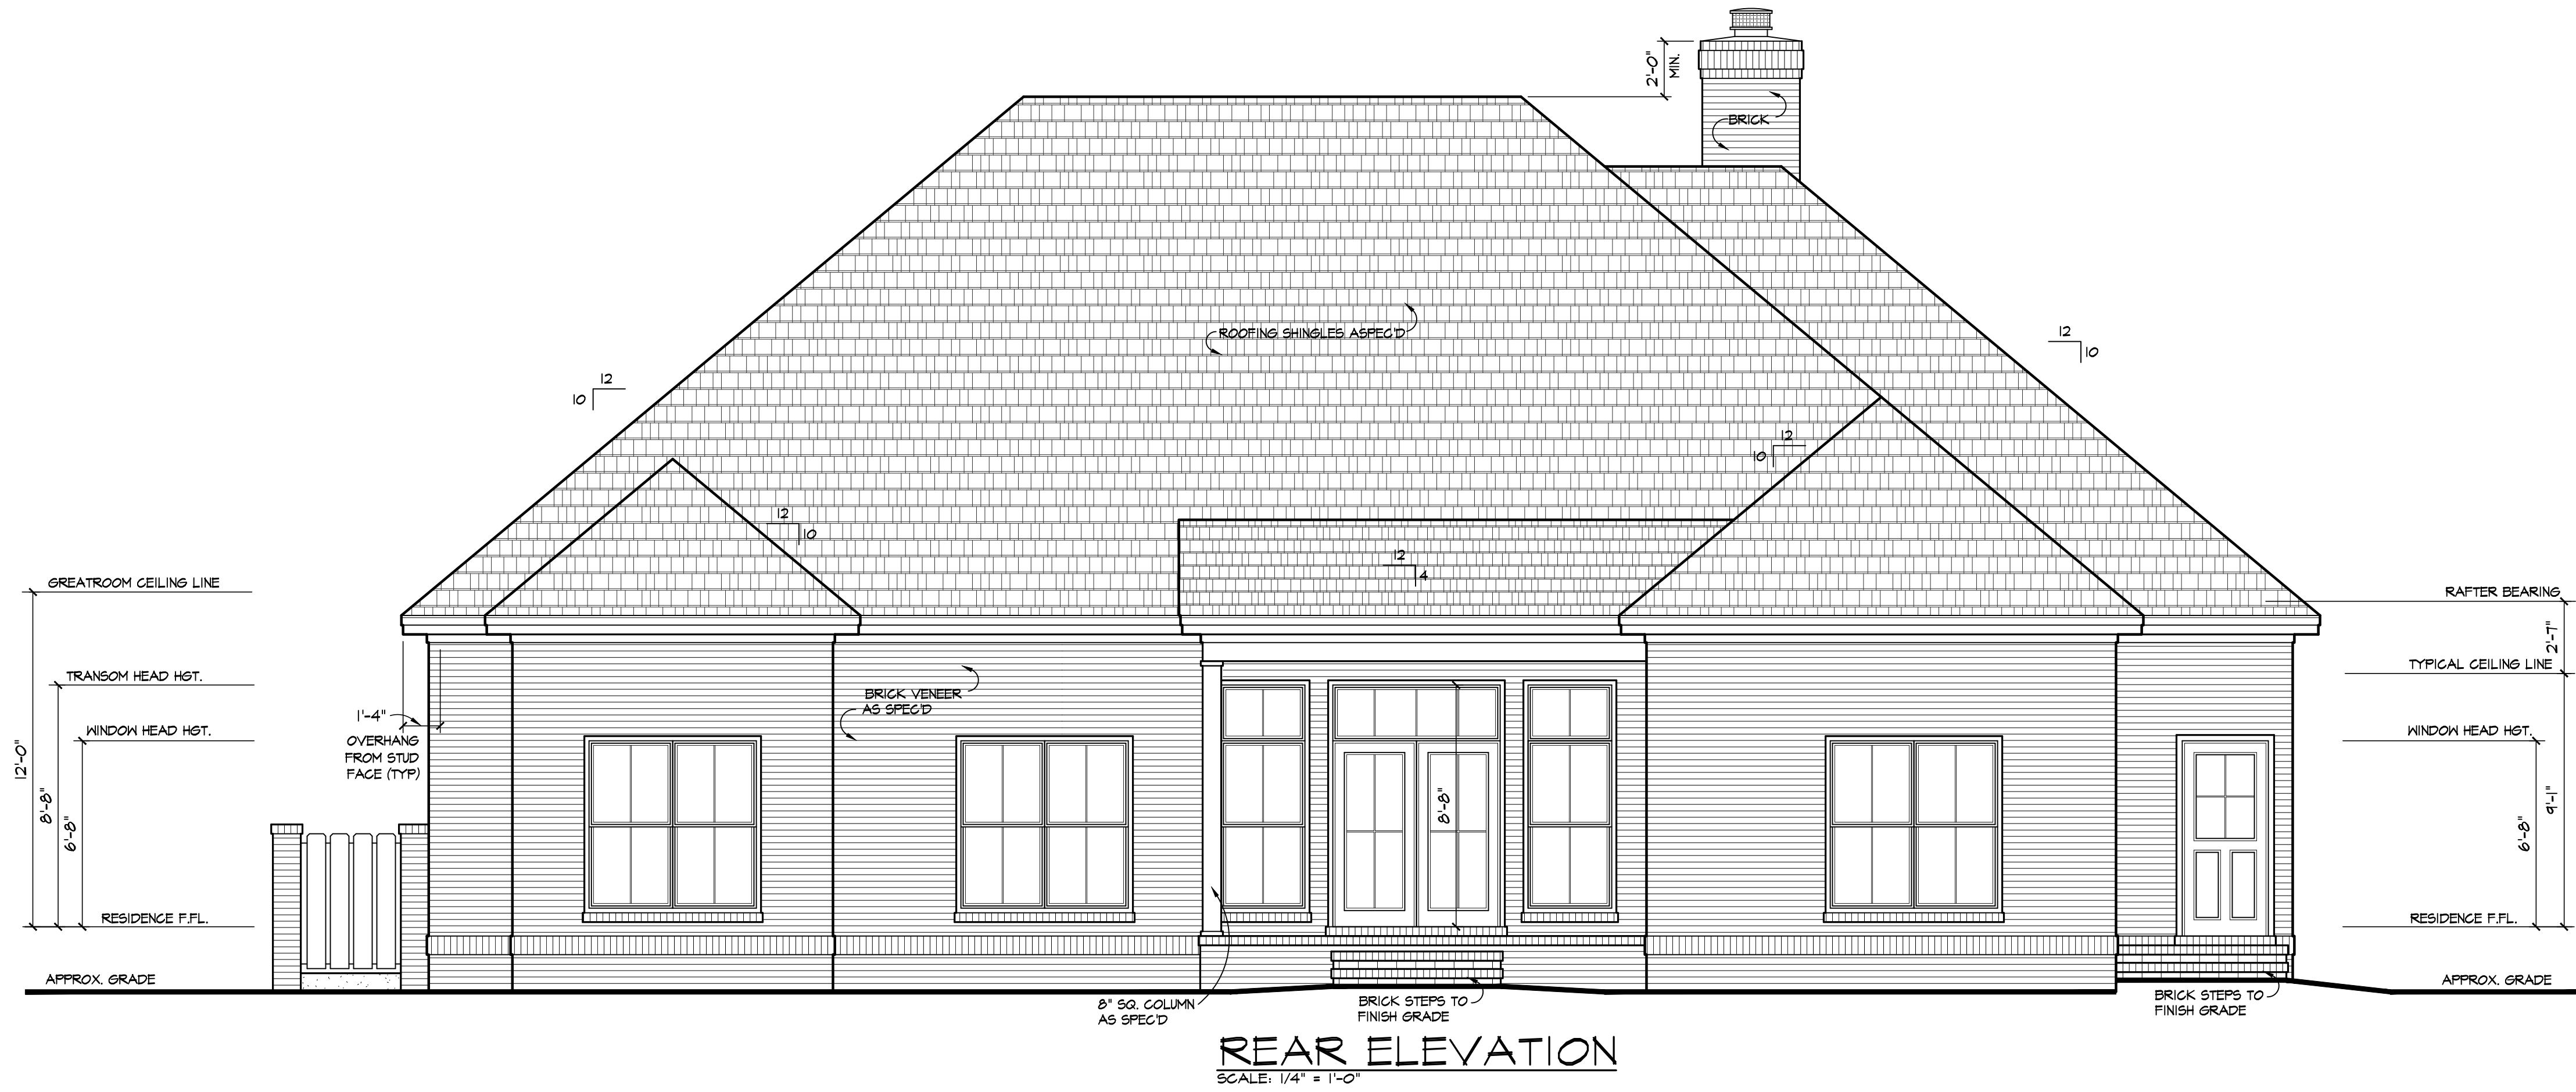 2'-0"
MIN.
BRICK
ROOFING SHINGLES ASPEC'D
12
10
12
10
12
10
12
10
12
4
GREATROOM CEILING LINE
TRANSOM HEAD HGT.
WINDOW HEAD HGT.
12'-0"
8'-8"
6'-8"
RESIDENCE F.FL.
APPROX. GRADE
1'-4"
OVERHANG
FROM STUD
FACE (TYP)
BRICK VENEER
AS SPEC'D
8'-8"
RAFTER BEARING
2'-7"
TYPICAL CEILING LINE
WINDOW HEAD HGT.
9'-1"
6'-8"
RESIDENCE F.FL.
APPROX. GRADE
8" SQ. COLUMN
AS SPEC'D
BRICK STEPS TO
FINISH GRADE
BRICK STEPS TO
FINISH GRADE
REAR ELEVATION
SCALE: 1/4" = 1'-0"